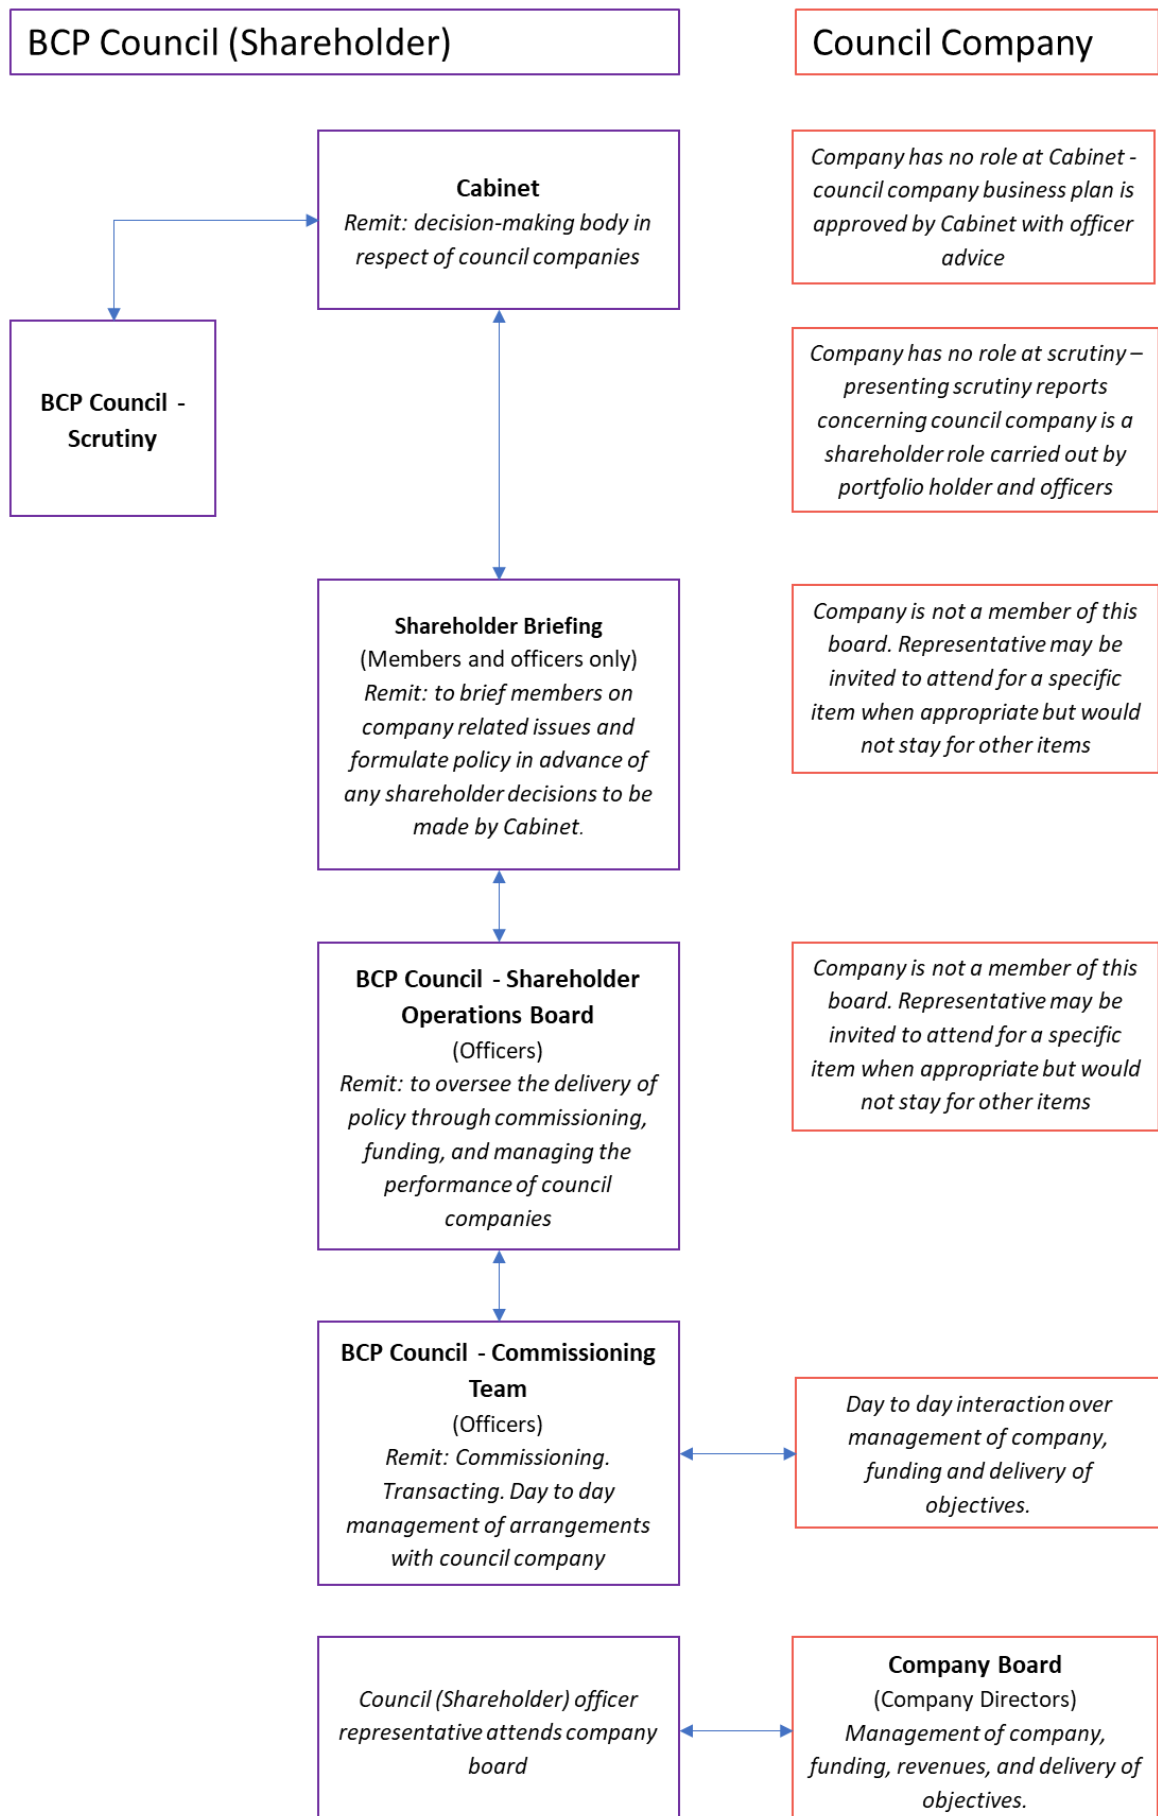 BCP Council (Shareholder)
Council Company
Cabinet
Remit: decision-making body in
respect of council companies
Company has no role at Cabinet -
council company business plan is
approved by Cabinet with officer
advice
BCP Council -
Scrutiny
Company has no role at scrutiny –
presenting scrutiny reports
concerning council company is a
shareholder role carried out by
portfolio holder and officers
Shareholder Briefing
(Members and officers only)
Remit: to brief members on
company related issues and
formulate policy in advance of
any shareholder decisions to be
made by Cabinet.
Company is not a member of this
board. Representative may be
invited to attend for a specific
item when appropriate but would
not stay for other items
BCP Council - Shareholder
Operations Board
(Officers)
Remit: to oversee the delivery of
policy through commissioning,
funding, and managing the
performance of council
companies
Company is not a member of this
board. Representative may be
invited to attend for a specific
item when appropriate but would
not stay for other items
BCP Council - Commissioning
Team
(Officers)
Remit: Commissioning.
Transacting. Day to day
management of arrangements
with council company
Day to day interaction over
management of company,
funding and delivery of
objectives.
Council (Shareholder) officer
representative attends company
board
Company Board
(Company Directors)
Management of company,
funding, revenues, and delivery of
objectives.